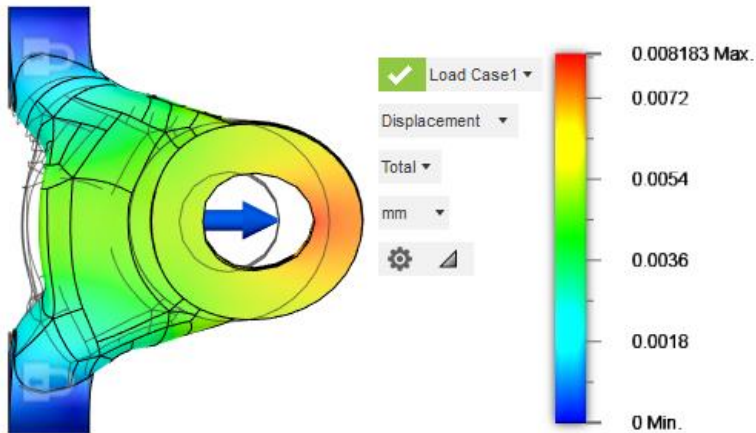 Load Case1
Displacement
Total
mm
0.008183 Max.
0.0072
0.0054
0.0036
0.0018
0 Min.